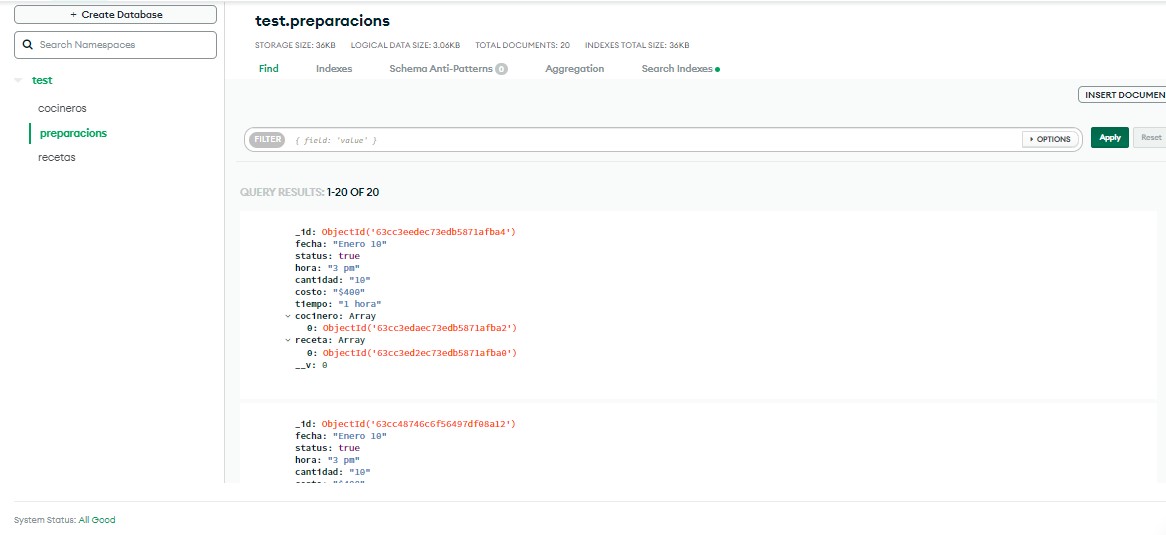 + Create Database
Search Namespaces
test
cocineros
preparacions
recetas
test.preparacions
STORAGE SIZE: 36KB LOGICAL DATA SIZE: 3.06KB TOTAL DOCUMENTS: 20 INDEXES TOTAL SIZE: 36KB
Find Indexes Schema Anti-Patterns 0 Aggregation Search Indexes
INSERT DOCUMEN
FILTER { field: 'value' } OPTIONS Apply Reset
QUERY RESULTS: 1-20 OF 20
_id: ObjectId('63cc3eedec73edb5871afba4')
fecha: "Enero 10"
status: true
hora: "3 pm"
cantidad: "10"
costo: "$400"
tiempo: "1 hora"
cocinero: Array
0: ObjectId('63cc3edaec73edb5871afba2')
receta: Array
0: ObjectId('63cc3ed2ec73edb5871afba0')
__v: 0
_id: ObjectId('63cc48746c6f56497df08a12')
fecha: "Enero 10"
status: true
hora: "3 pm"
cantidad: "10"
System Status: All Good